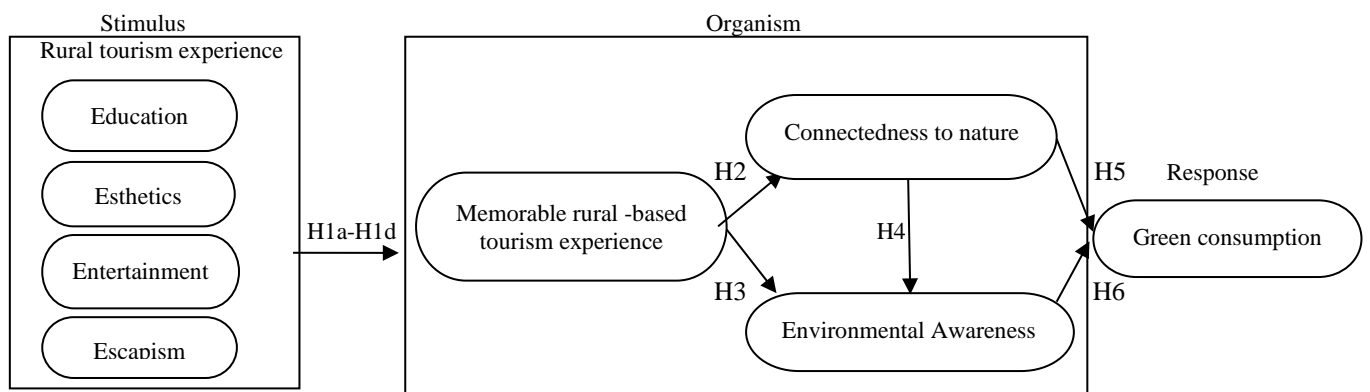 Stimulus
Rural tourism experience
Education
Esthetics
Entertainment
Escapism
H1a-H1d
Organism
Memorable rural -based
tourism experience
H2
H3
Connectedness to nature
H4
Environmental Awareness
H5
H6
Response
Green consumption